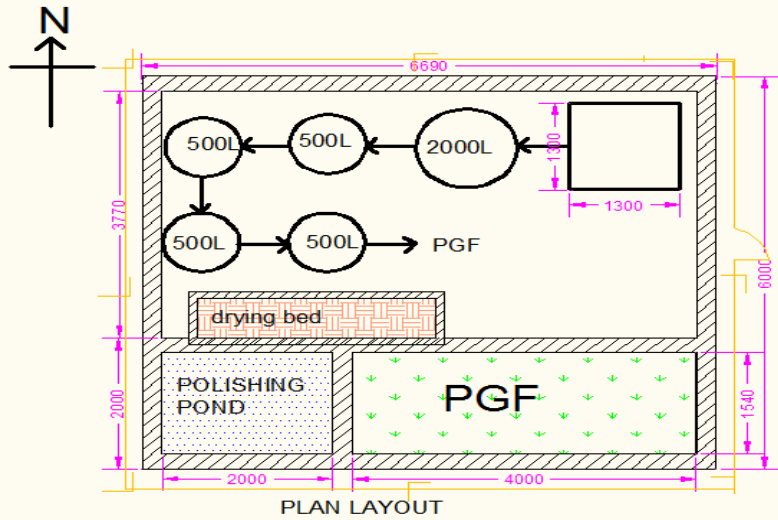 N
6690
500L
500L
2000L
1300
1300
3770
500L
500L
PGF
6000
drying bed
2000
POLISHING
POND
PGF
1540
2000
4000
PLAN LAYOUT